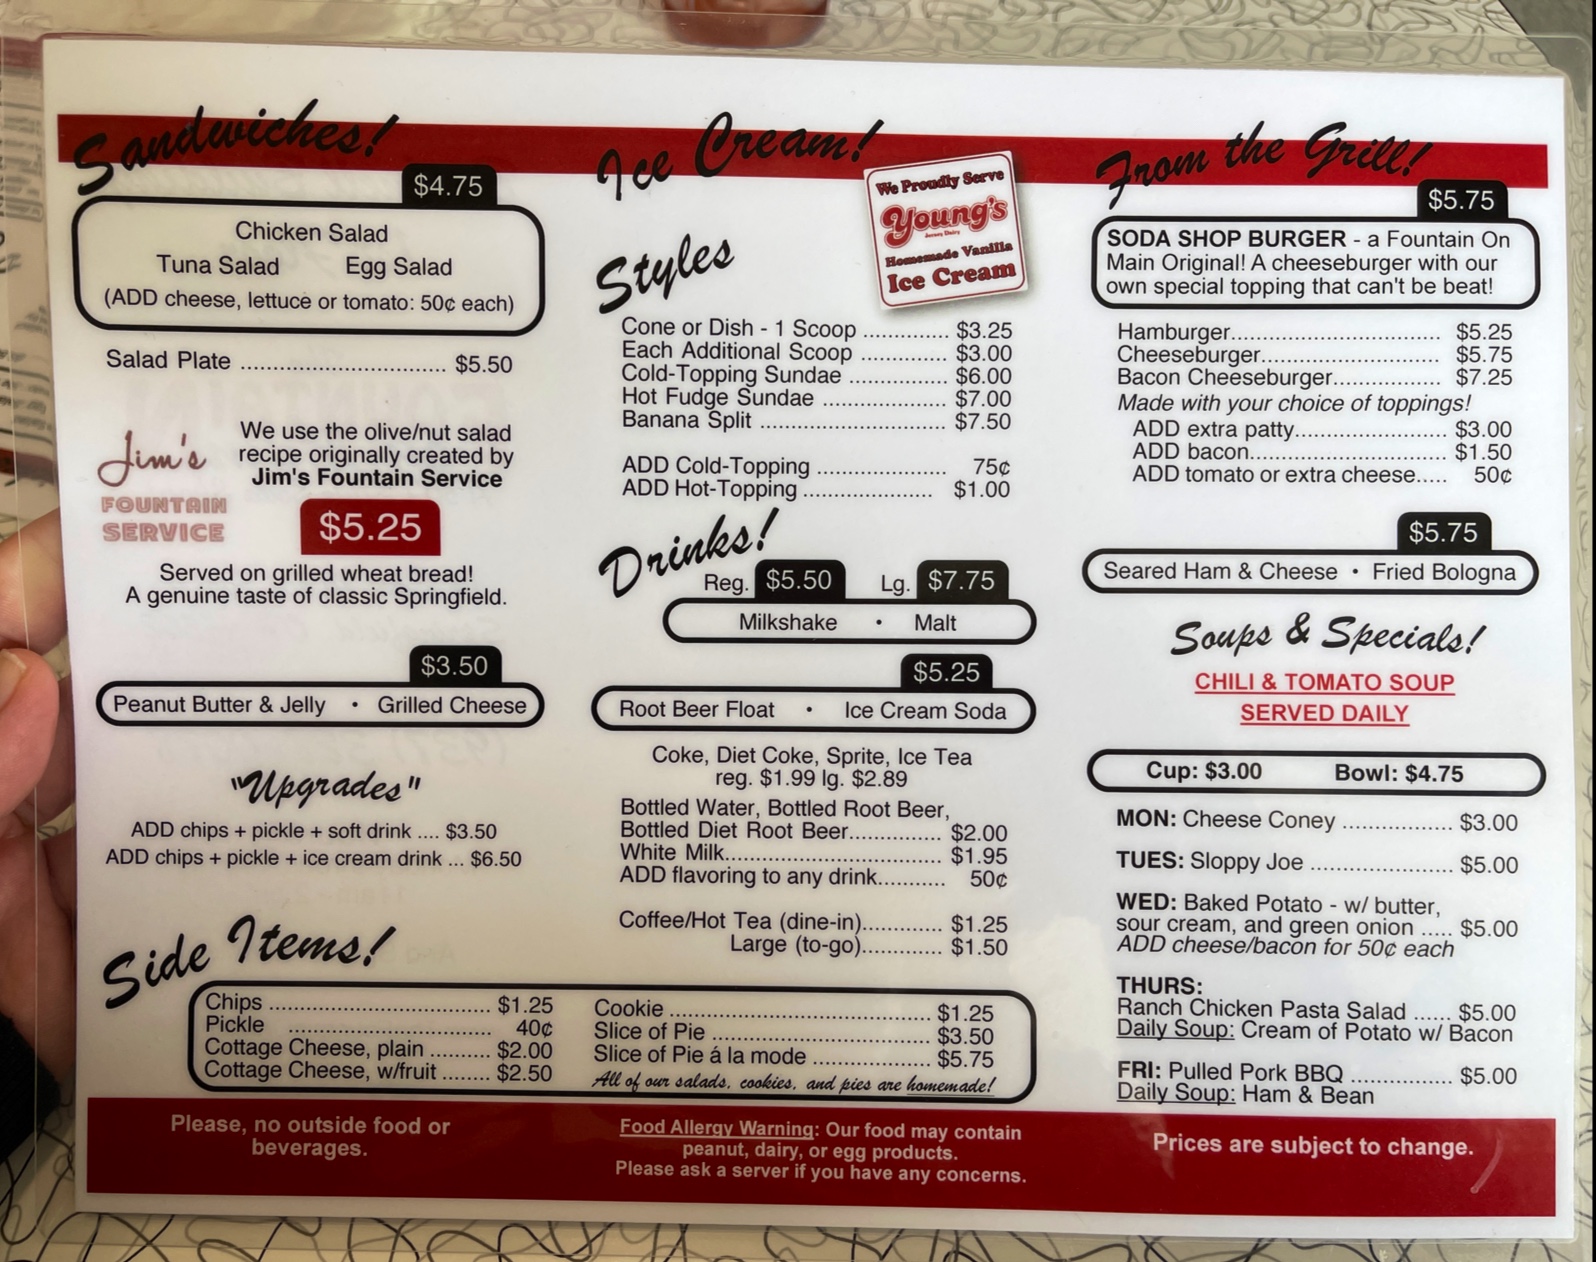 Sandwiches!
$4.75
Chicken Salad
Tuna Salad Egg Salad
(ADD cheese, lettuce or tomato: 50¢ each)
Salad Plate ................................. $5.50
Jim's
FOUNTAIN
SERVICE
We use the olive/nut salad
recipe originally created by
Jim's Fountain Service
$5.25
Served on grilled wheat bread!
A genuine taste of classic Springfield.
$3.50
Peanut Butter & Jelly • Grilled Cheese
"Upgrades"
ADD chips + pickle + soft drink .... $3.50
ADD chips + pickle + ice cream drink ... $6.50
Ice Cream!
We Proudly Serve
Young's
Jersey Dairy
Homemade Vanilla
Ice Cream
Styles
Cone or Dish - 1 Scoop .............. $3.25
Each Additional Scoop .............. $3.00
Cold-Topping Sundae ................ $6.00
Hot Fudge Sundae .................... $7.00
Banana Split .............................. $7.50
ADD Cold-Topping ..................... 75¢
ADD Hot-Topping ..................... $1.00
Drinks!
Reg. $5.50 Lg. $7.75
Milkshake • Malt
$5.25
Root Beer Float • Ice Cream Soda
Coke, Diet Coke, Sprite, Ice Tea
reg. $1.99 lg. $2.89
Bottled Water, Bottled Root Beer,
Bottled Diet Root Beer............... $2.00
White Milk.................................... $1.95
ADD flavoring to any drink........... 50¢
Coffee/Hot Tea (dine-in)............. $1.25
Large (to-go)............. $1.50
From the Grill!
$5.75
SODA SHOP BURGER - a Fountain On
Main Original! A cheeseburger with our
own special topping that can't be beat!
Hamburger.................................. $5.25
Cheeseburger............................. $5.75
Bacon Cheeseburger.................. $7.25
Made with your choice of toppings!
ADD extra patty......................... $3.00
ADD bacon................................ $1.50
ADD tomato or extra cheese..... 50¢
$5.75
Seared Ham & Cheese • Fried Bologna
Soups & Specials!
CHILI & TOMATO SOUP
SERVED DAILY
Cup: $3.00 Bowl: $4.75
MON: Cheese Coney .................. $3.00
TUES: Sloppy Joe ....................... $5.00
WED: Baked Potato - w/ butter,
sour cream, and green onion ..... $5.00
ADD cheese/bacon for 50¢ each
THURS:
Ranch Chicken Pasta Salad ...... $5.00
Daily Soup: Cream of Potato w/ Bacon
FRI: Pulled Pork BBQ ................ $5.00
Daily Soup: Ham & Bean
Side Items!
Chips .................................... $1.25
Pickle ..................................... 40¢
Cottage Cheese, plain .......... $2.00
Cottage Cheese, w/fruit ........ $2.50
Cookie .......................................... $1.25
Slice of Pie .................................... $3.50
Slice of Pie á la mode ................... $5.75
All of our salads, cookies, and pies are homemade!
Please, no outside food or
beverages.
Food Allergy Warning: Our food may contain
peanut, dairy, or egg products.
Please ask a server if you have any concerns.
Prices are subject to change.